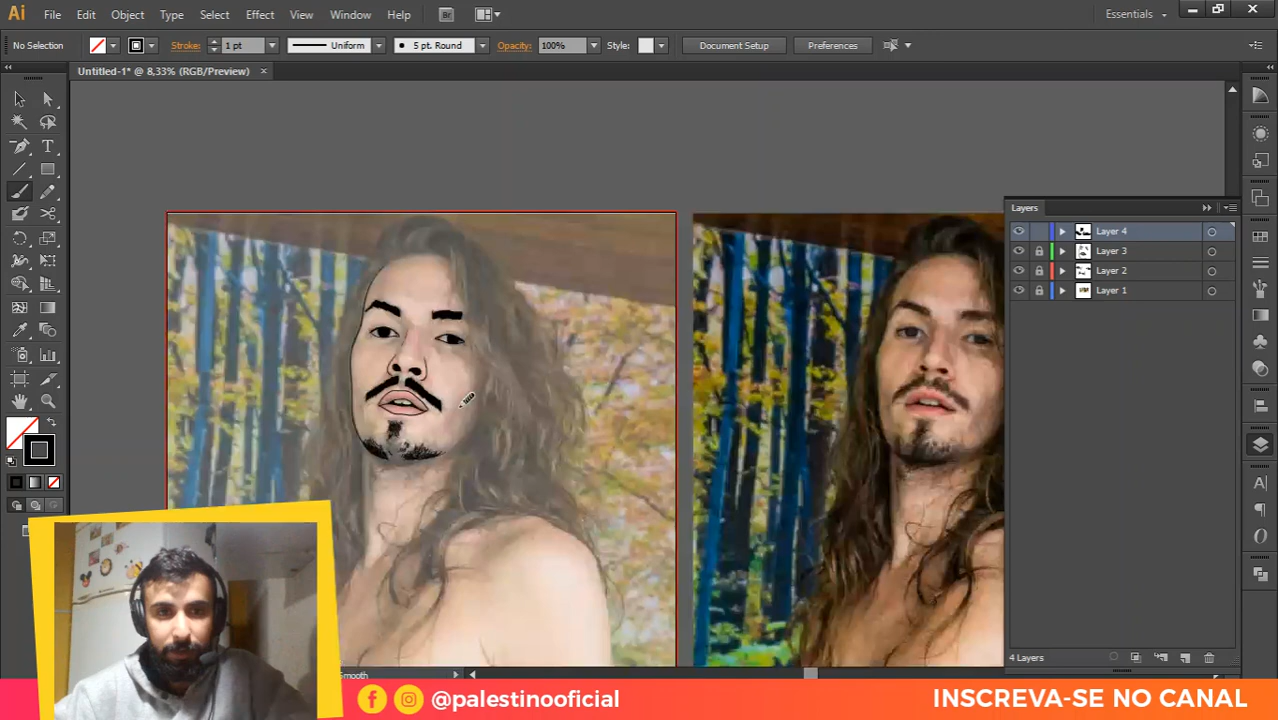 Ai File Edit Object Type Select Effect View Window Help Br Essentials
No Selection Stroke: 1 pt Uniform 5 pt. Round Opacity: 100% Style: Document Setup Preferences
Untitled-1* @ 8,33% (RGB/Preview)
Layers
Layer 4
Layer 3
Layer 2
Layer 1
4 Layers
Smooth
@palestinooficial
INSCREVA-SE NO CANAL